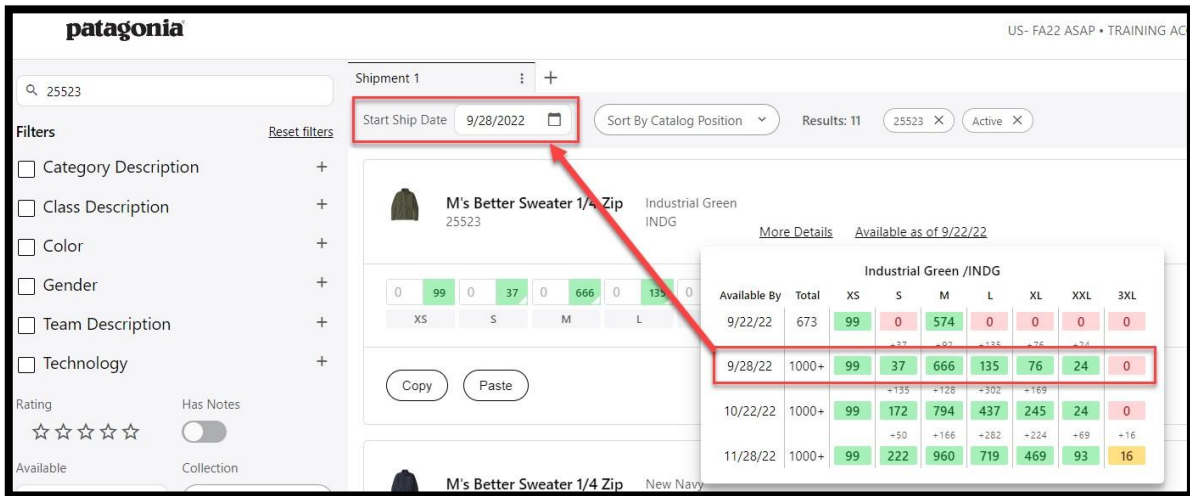 patagonia
US- FA22 ASAP • TRAINING AC
25523
Filters
Reset filters
Category Description
Class Description
Color
Gender
Team Description
Technology
Rating
Has Notes
Available
Collection
Shipment 1
Start Ship Date 9/28/2022
Sort By Catalog Position
Results: 11
25523
Active
M's Better Sweater 1/4 Zip
25523
Industrial Green
INDG
More Details
Available as of 9/22/22
0 99 0 37 0 666 0 135 0
XS S M L
Copy Paste
Industrial Green /INDG
Available By Total XS S M L XL XXL 3XL
9/22/22 673 99 0 574 0 0 0 0
+37 +92 +135 +76 +24
9/28/22 1000+ 99 37 666 135 76 24 0
+135 +128 +302 +169
10/22/22 1000+ 99 172 794 437 245 24 0
+50 +166 +282 +224 +69 +16
11/28/22 1000+ 99 222 960 719 469 93 16
M's Better Sweater 1/4 Zip
New Navy